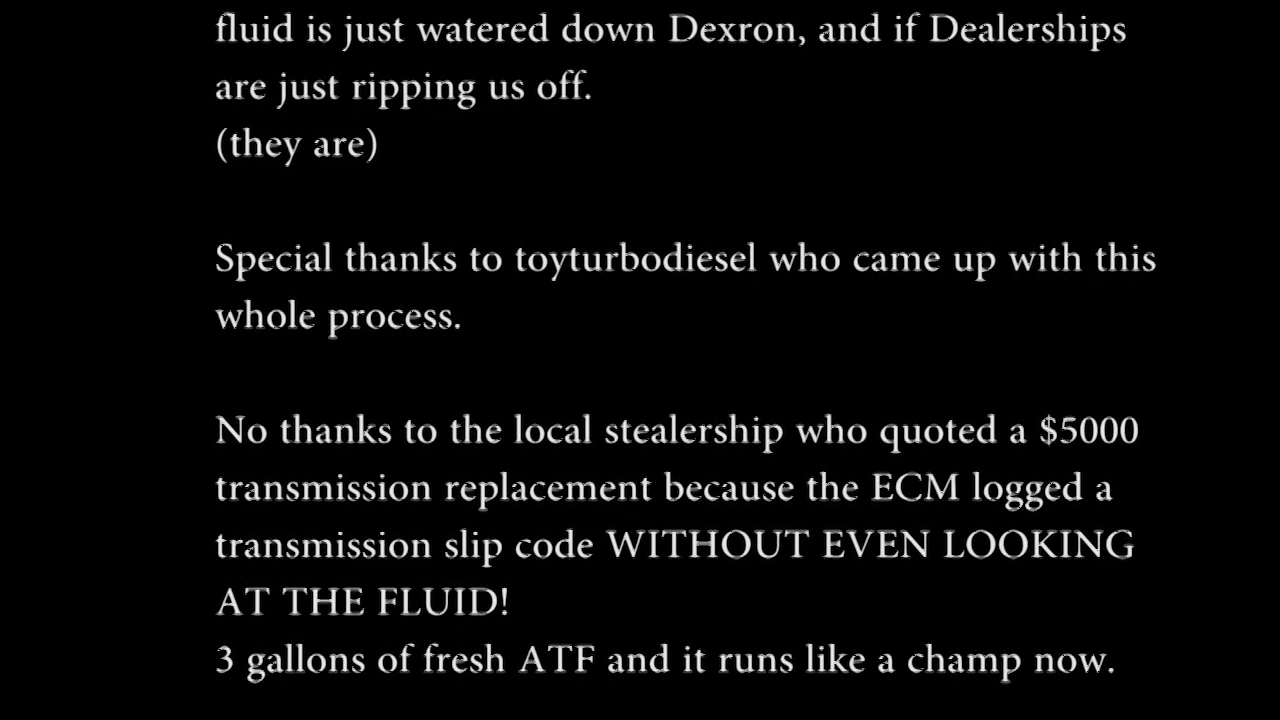 fluid is just watered down Dexron, and if Dealerships
are just ripping us off.
(they are)
Special thanks to toyturbodiesel who came up with this
whole process.
No thanks to the local stealership who quoted a $5000
transmission replacement because the ECM logged a
transmission slip code WITHOUT EVEN LOOKING
AT THE FLUID!
3 gallons of fresh ATF and it runs like a champ now.